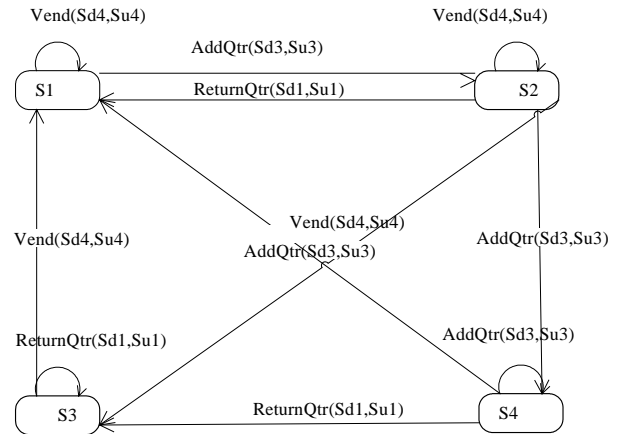 Vend(Sd4,Su4)
Vend(Sd4,Su4)
AddQtr(Sd3,Su3)
S1
ReturnQtr(Sd1,Su1)
S2
Vend(Sd4,Su4)
Vend(Sd4,Su4)
AddQtr(Sd3,Su3)
AddQtr(Sd3,Su3)
ReturnQtr(Sd1,Su1)
AddQtr(Sd3,Su3)
S3
ReturnQtr(Sd1,Su1)
S4